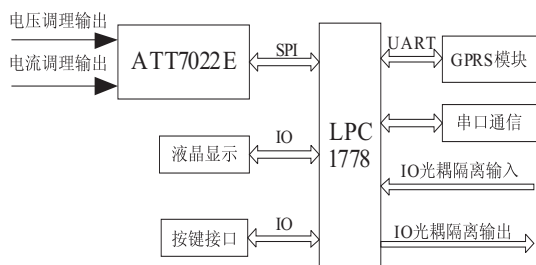 电压调理输出
电流调理输出
ATT7022E
SPI
液晶显示
IO
按键接口
IO
LPC
1778
UART
GPRS模块
串口通信
IO光耦隔离输入
IO光耦隔离输出